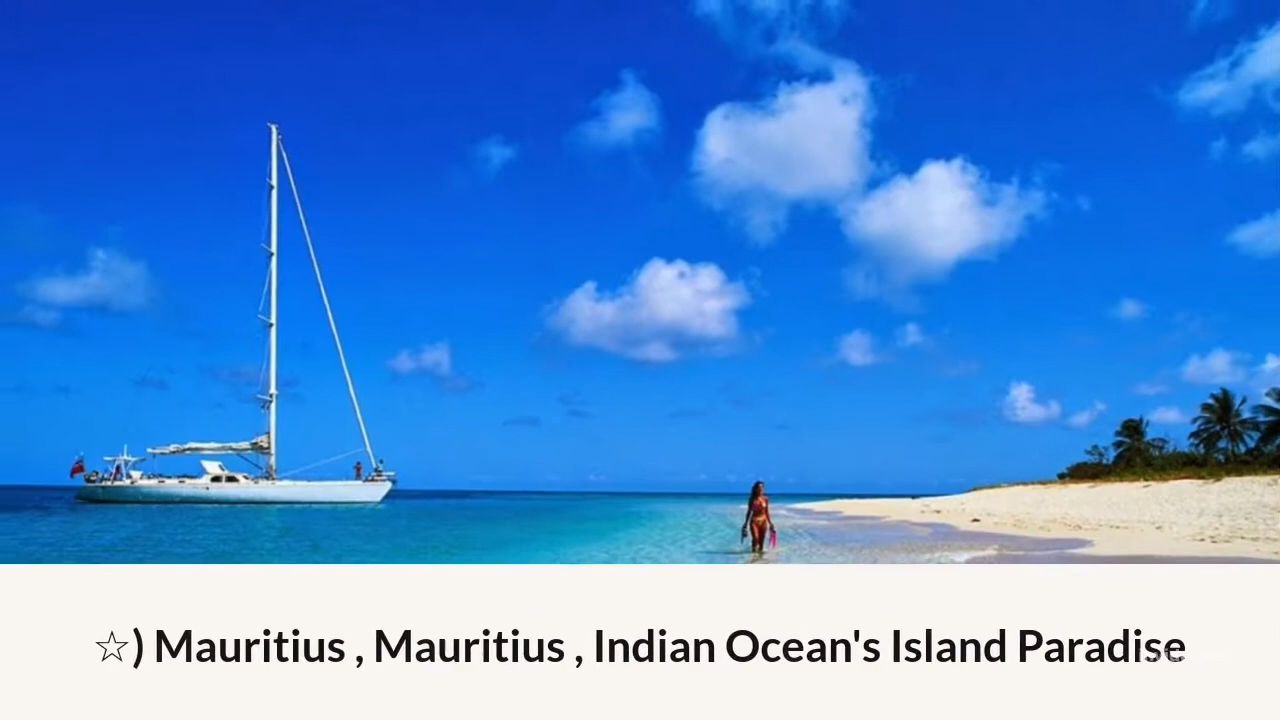 ☆) Mauritius , Mauritius , Indian Ocean's Island Paradise